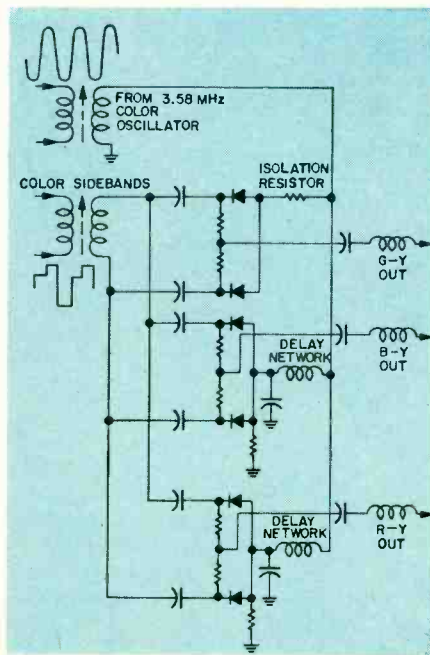 FROM 3.58 MHz
COLOR
OSCILLATOR
COLOR SIDEBANDS
ISOLATION
RESISTOR
G-Y
OUT
DELAY
NETWORK
B-Y
OUT
DELAY
NETWORK
R-Y
OUT